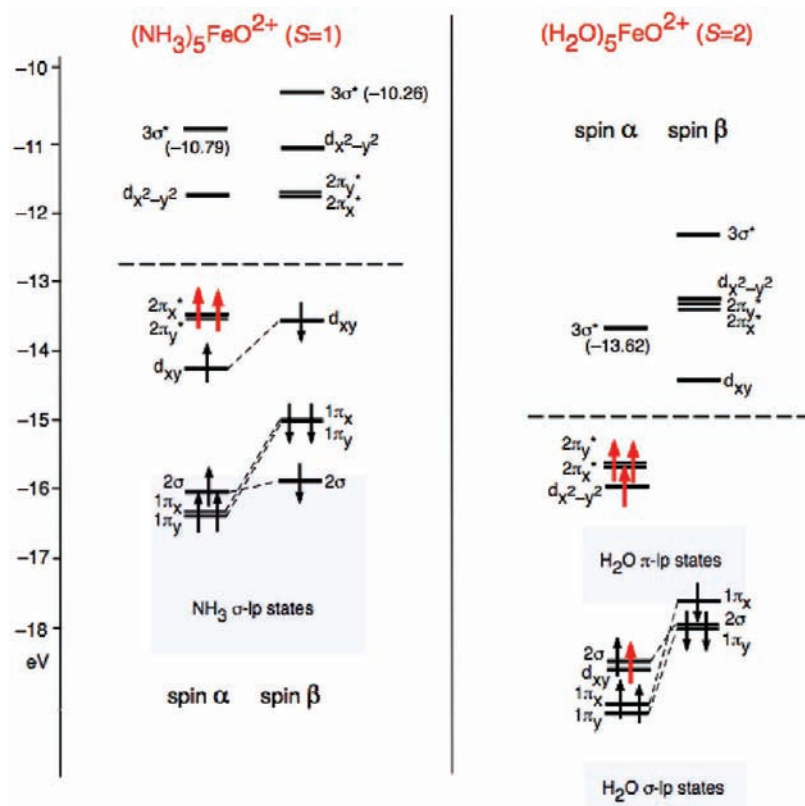 (NH₃)₅FeO²⁺ (S=1)
(H₂O)₅FeO²⁺ (S=2)
−10
−11
−12
−13
−14
−15
−16
−17
−18
eV
3σ* (−10.26)
3σ*
(−10.79)
dx²−y²
dx²−y²
2πy*
2πx*
2πx*
2πy*
dxy
dxy
1πx
1πy
2σ
2σ
1πx
1πy
NH₃ σ-lp states
spin α
spin β
spin α
spin β
3σ*
dx²−y²
2πy*
2πx*
3σ*
(−13.62)
dxy
2πy*
2πx*
dx²−y²
H₂O π-lp states
1πx
2σ
1πy
2σ
dxy
1πx
1πy
H₂O σ-lp states